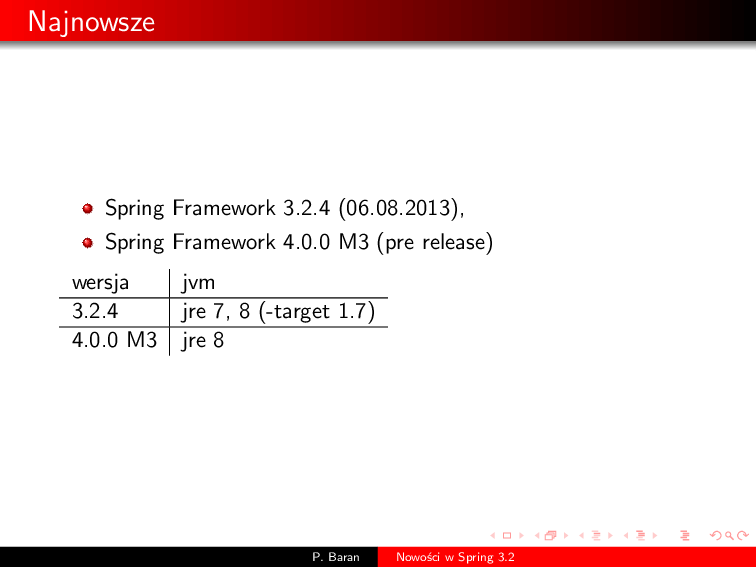 Najnowsze
Spring Framework 3.2.4 (06.08.2013),
Spring Framework 4.0.0 M3 (pre release)
wersja jvm
3.2.4 jre 7, 8 (-target 1.7)
4.0.0 M3 jre 8
P. Baran Nowości w Spring 3.2